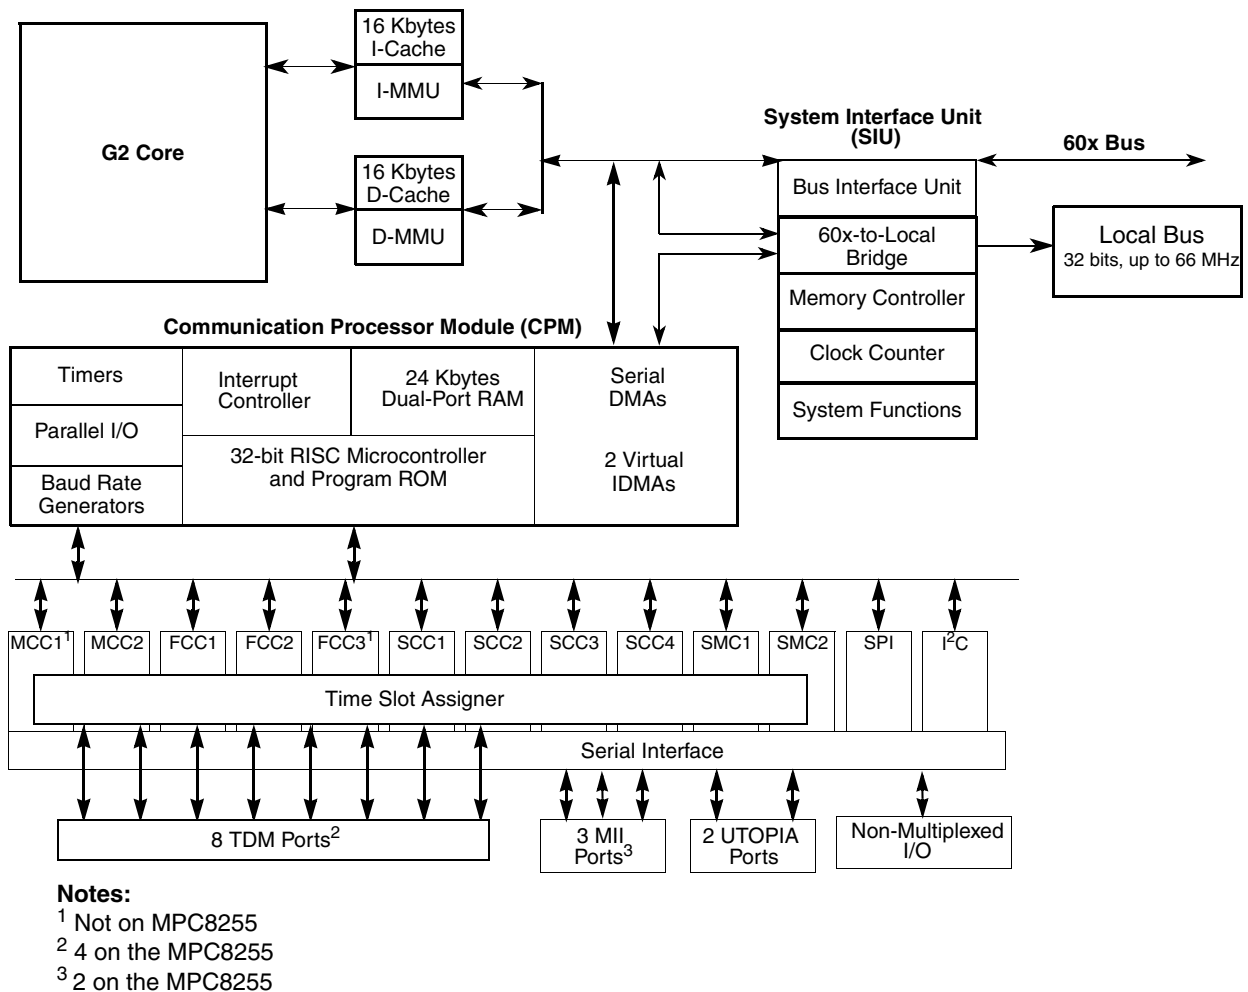 16 Kbytes
I-Cache
I-MMU
G2 Core
16 Kbytes
D-Cache
D-MMU
System Interface Unit
(SIU)
60x Bus
Bus Interface Unit
60x-to-Local
Bridge
Memory Controller
Clock Counter
System Functions
Local Bus
32 bits, up to 66 MHz
Communication Processor Module (CPM)
Timers
Parallel I/O
Baud Rate
Generators
Interrupt
Controller
24 Kbytes
Dual-Port RAM
32-bit RISC Microcontroller
and Program ROM
Serial
DMAs
2 Virtual
IDMAs
MCC1¹ MCC2 FCC1 FCC2 FCC3¹ SCC1 SCC2 SCC3 SCC4 SMC1 SMC2 SPI I²C
Time Slot Assigner
Serial Interface
8 TDM Ports²
3 MII
Ports³
2 UTOPIA
Ports
Non-Multiplexed
I/O
Notes:
¹ Not on MPC8255
² 4 on the MPC8255
³ 2 on the MPC8255